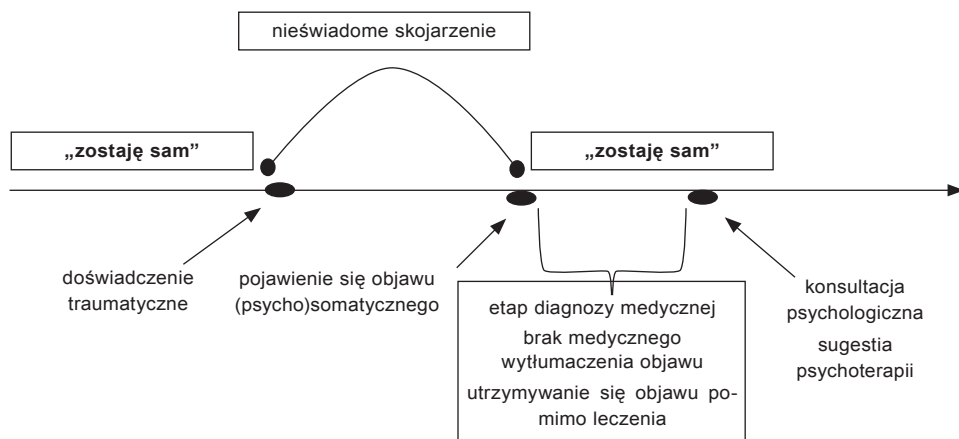 nieświadome skojarzenie
„zostaję sam”
„zostaję sam”
doświadczenie
traumatyczne
pojawienie się objawu
(psycho)somatycznego
etap diagnozy medycznej
brak medycznego
wytłumaczenia objawu
utrzymywanie się objawu po-
mimo leczenia
konsultacja
psychologiczna
sugestia
psychoterapii